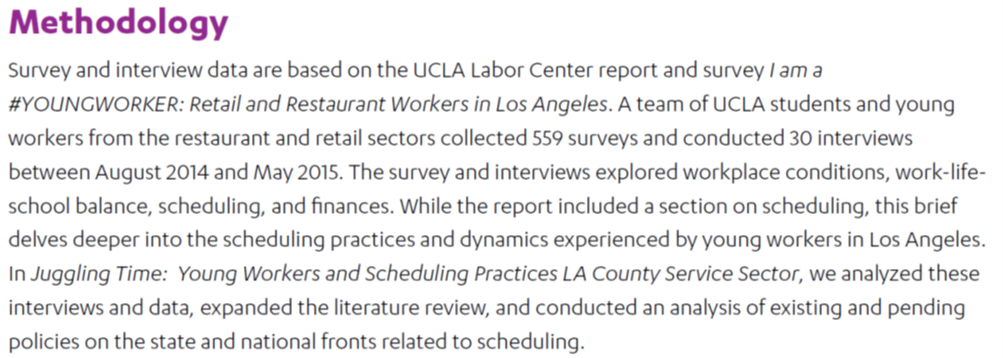 Methodology
Survey and interview data are based on the UCLA Labor Center report and survey I am a
#YOUNGWORKER: Retail and Restaurant Workers in Los Angeles. A team of UCLA students and young
workers from the restaurant and retail sectors collected 559 surveys and conducted 30 interviews
between August 2014 and May 2015. The survey and interviews explored workplace conditions, work-life-
school balance, scheduling, and finances. While the report included a section on scheduling, this brief
delves deeper into the scheduling practices and dynamics experienced by young workers in Los Angeles.
In Juggling Time:  Young Workers and Scheduling Practices LA County Service Sector, we analyzed these
interviews and data, expanded the literature review, and conducted an analysis of existing and pending
policies on the state and national fronts related to scheduling.